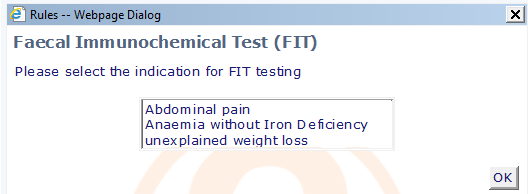 Rules -- Webpage Dialog
Faecal Immunochemical Test (FIT)
Please select the indication for FIT testing
Abdominal pain
Anaemia without Iron Deficiency
unexplained weight loss
OK